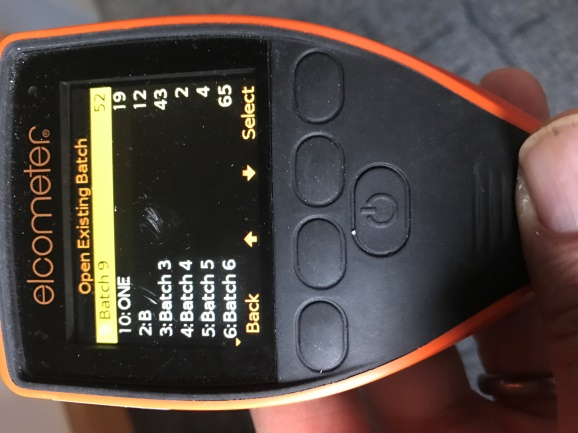 elcometer®
Open Existing Batch
Batch 9 52
10:ONE 19
2:B 12
3:Batch 3 43
4:Batch 4 2
5:Batch 5 4
6:Batch 6 65
Back Select